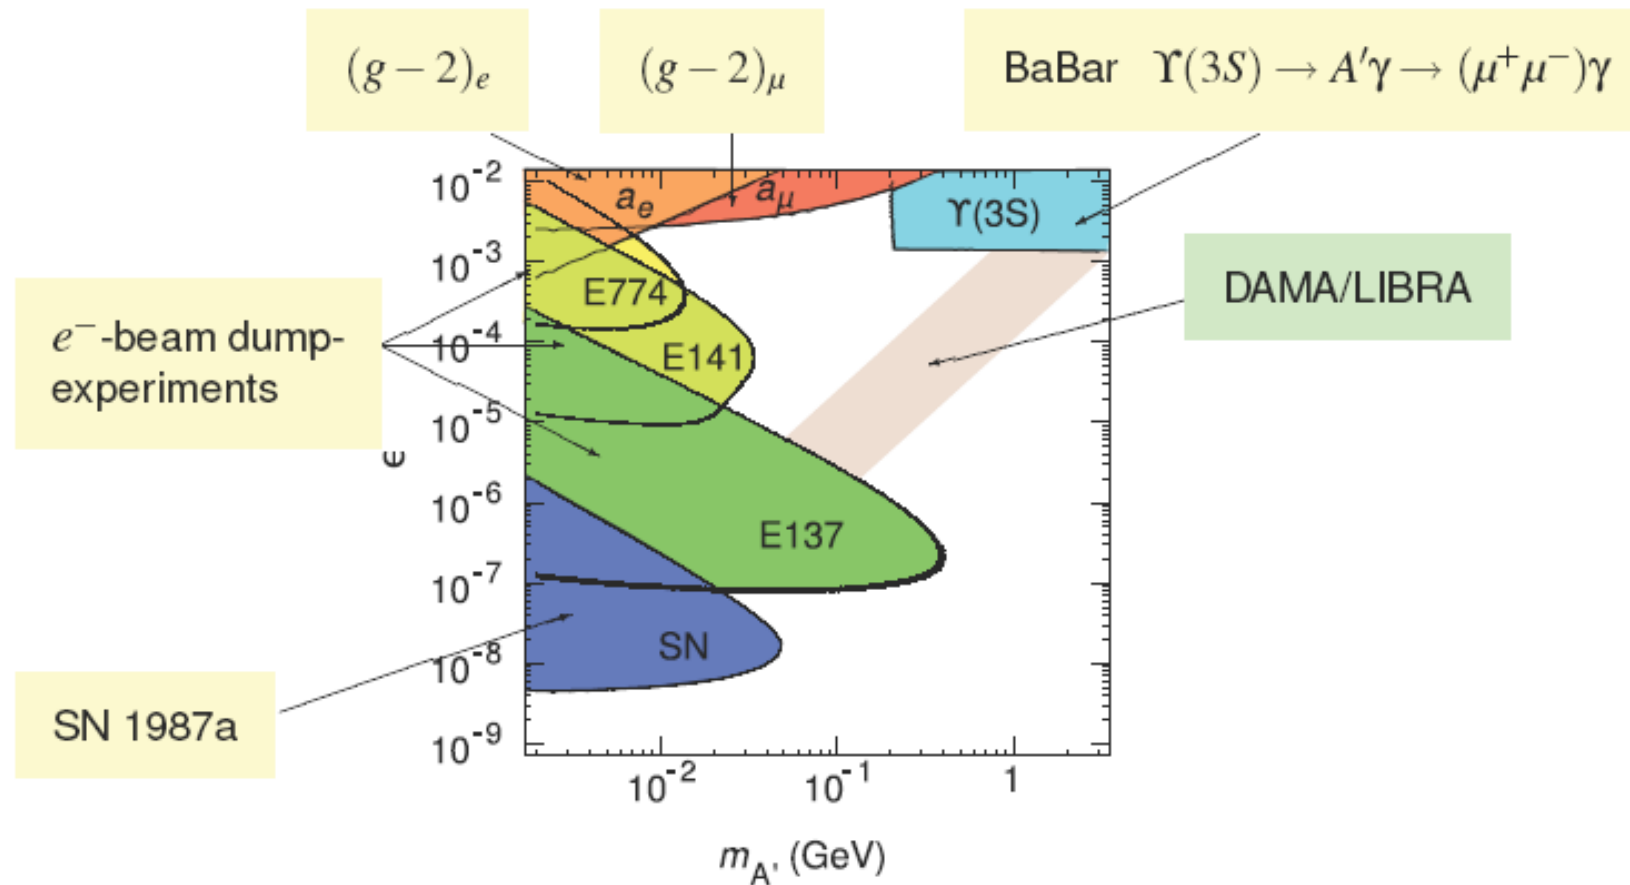 (g − 2)e
(g − 2)μ
BaBar ϒ(3S) → A′γ → (μ⁺μ⁻)γ
10⁻²
ae
aμ
ϒ(3S)
10⁻³
DAMA/LIBRA
E774
e⁻-beam dump-
experiments
10⁻⁴
E141
10⁻⁵
ϵ
10⁻⁶
E137
10⁻⁷
SN
10⁻⁸
SN 1987a
10⁻⁹
10⁻² 10⁻¹ 1
mA' (GeV)